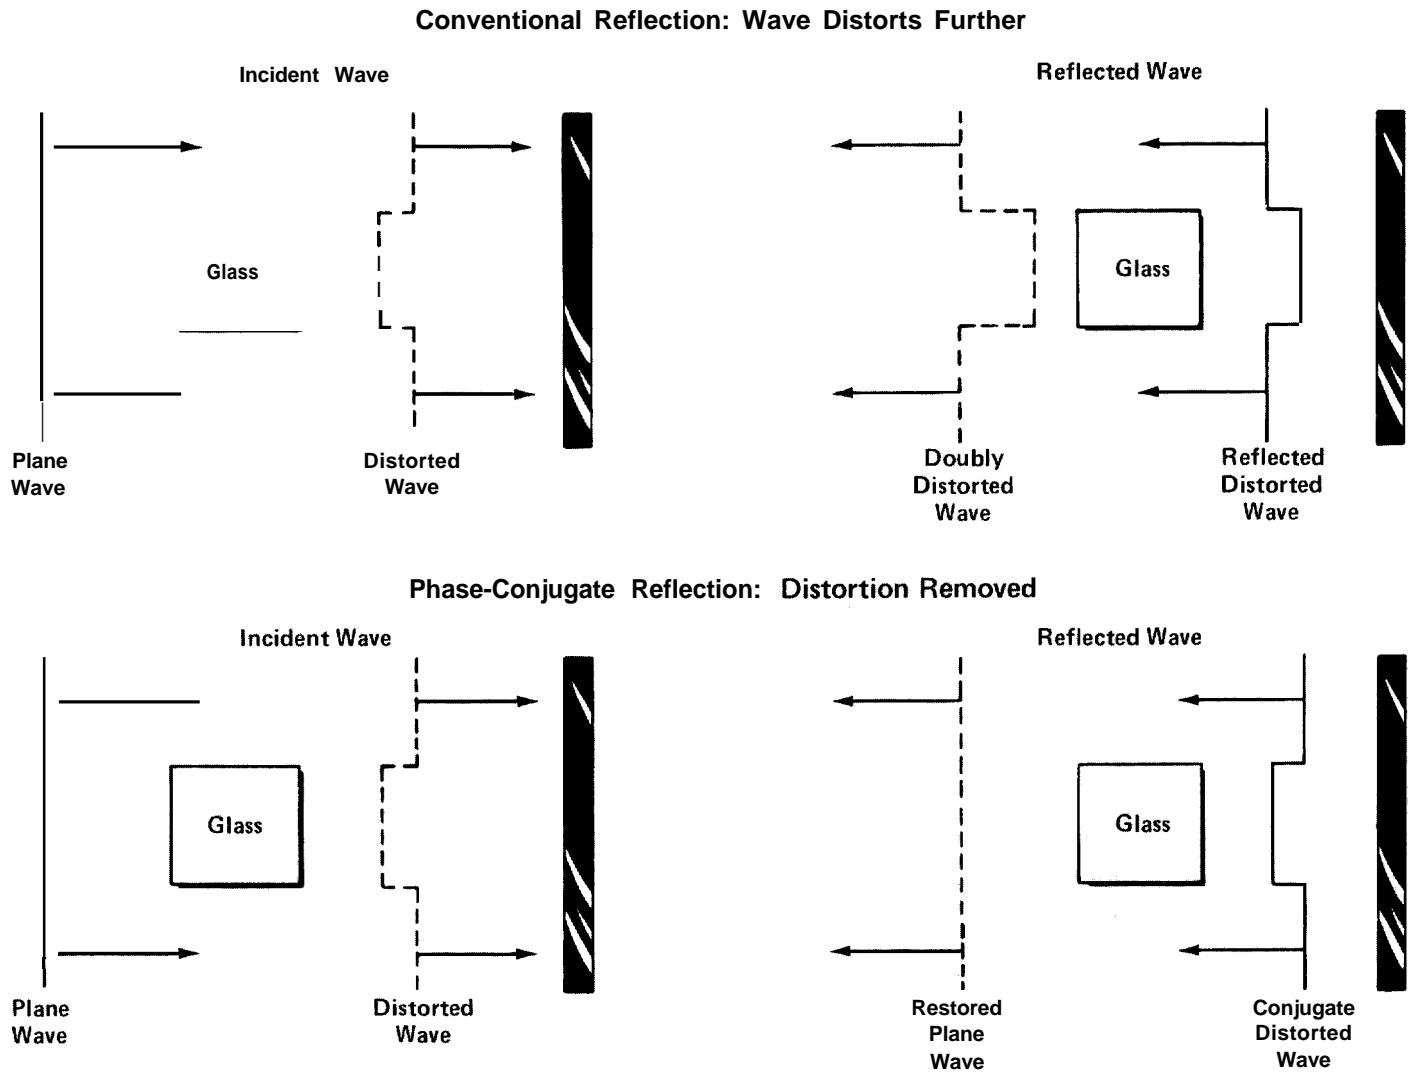 Conventional Reflection: Wave Distorts Further
Incident Wave
Reflected Wave
Glass
Glass
Plane
Wave
Distorted
Wave
Doubly
Distorted
Wave
Reflected
Distorted
Wave
Phase-Conjugate Reflection: Distortion Removed
Incident Wave
Reflected Wave
Glass
Glass
Plane
Wave
Distorted
Wave
Restored
Plane
Wave
Conjugate
Distorted
Wave